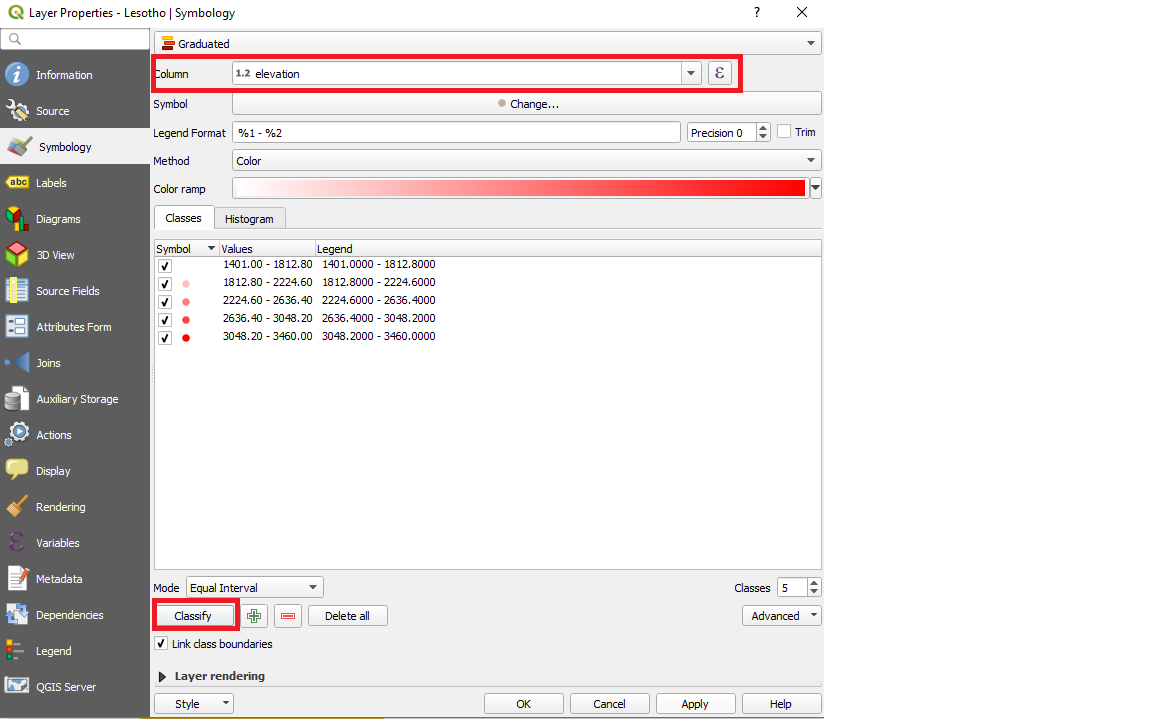 Layer Properties - Lesotho | Symbology
?
Graduated
Information
Column 1.2 elevation ε
Source
Symbol Change...
Legend Format %1 - %2 Precision 0 Trim
Symbology
Method Color
abc Labels
Color ramp
Diagrams
Classes Histogram
3D View
Symbol Values Legend
1401.00 - 1812.80 1401.0000 - 1812.8000
1812.80 - 2224.60 1812.8000 - 2224.6000
Source Fields
2224.60 - 2636.40 2224.6000 - 2636.4000
2636.40 - 3048.20 2636.4000 - 3048.2000
Attributes Form
3048.20 - 3460.00 3048.2000 - 3460.0000
Joins
Auxiliary Storage
Actions
Display
Rendering
Variables
Metadata
Mode Equal Interval Classes 5
Dependencies
Classify Delete all Advanced
Link class boundaries
Legend
Layer rendering
QGIS Server
Style OK Cancel Apply Help